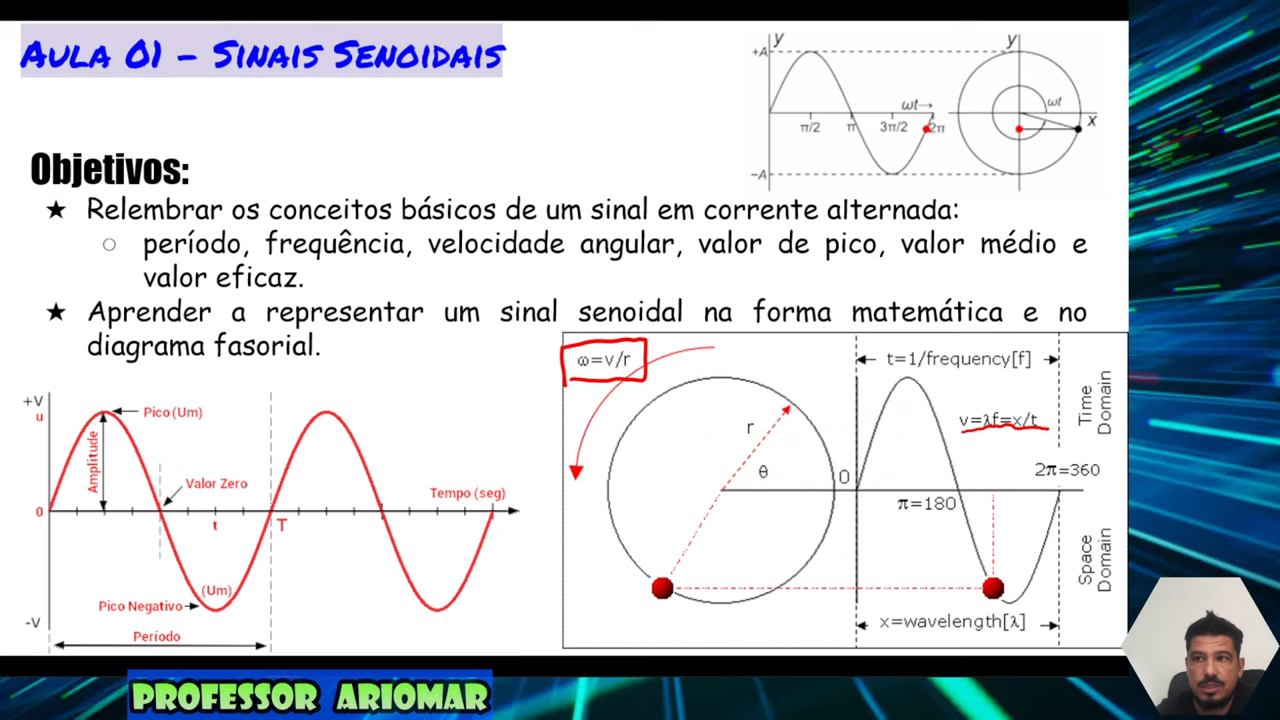 Aula 01 - Sinais Senoidais
y
+A
ωt→
π/2
π
3π/2
2π
-A
y
ωt
x
Objetivos:
★ Relembrar os conceitos básicos de um sinal em corrente alternada:
○ período, frequência, velocidade angular, valor de pico, valor médio e
valor eficaz.
★ Aprender a representar um sinal senoidal na forma matemática e no
diagrama fasorial.
+V
u
Pico (Um)
Amplitude
Valor Zero
Tempo (seg)
0
t
T
(Um)
Pico Negativo
-V
Período
ω=v/r
t=1/frequency[f]
Time
Domain
v=λf=x/t
r
θ
0
2π=360
π=180
Space
Domain
x=wavelength[λ]
PROFESSOR ARIOMAR